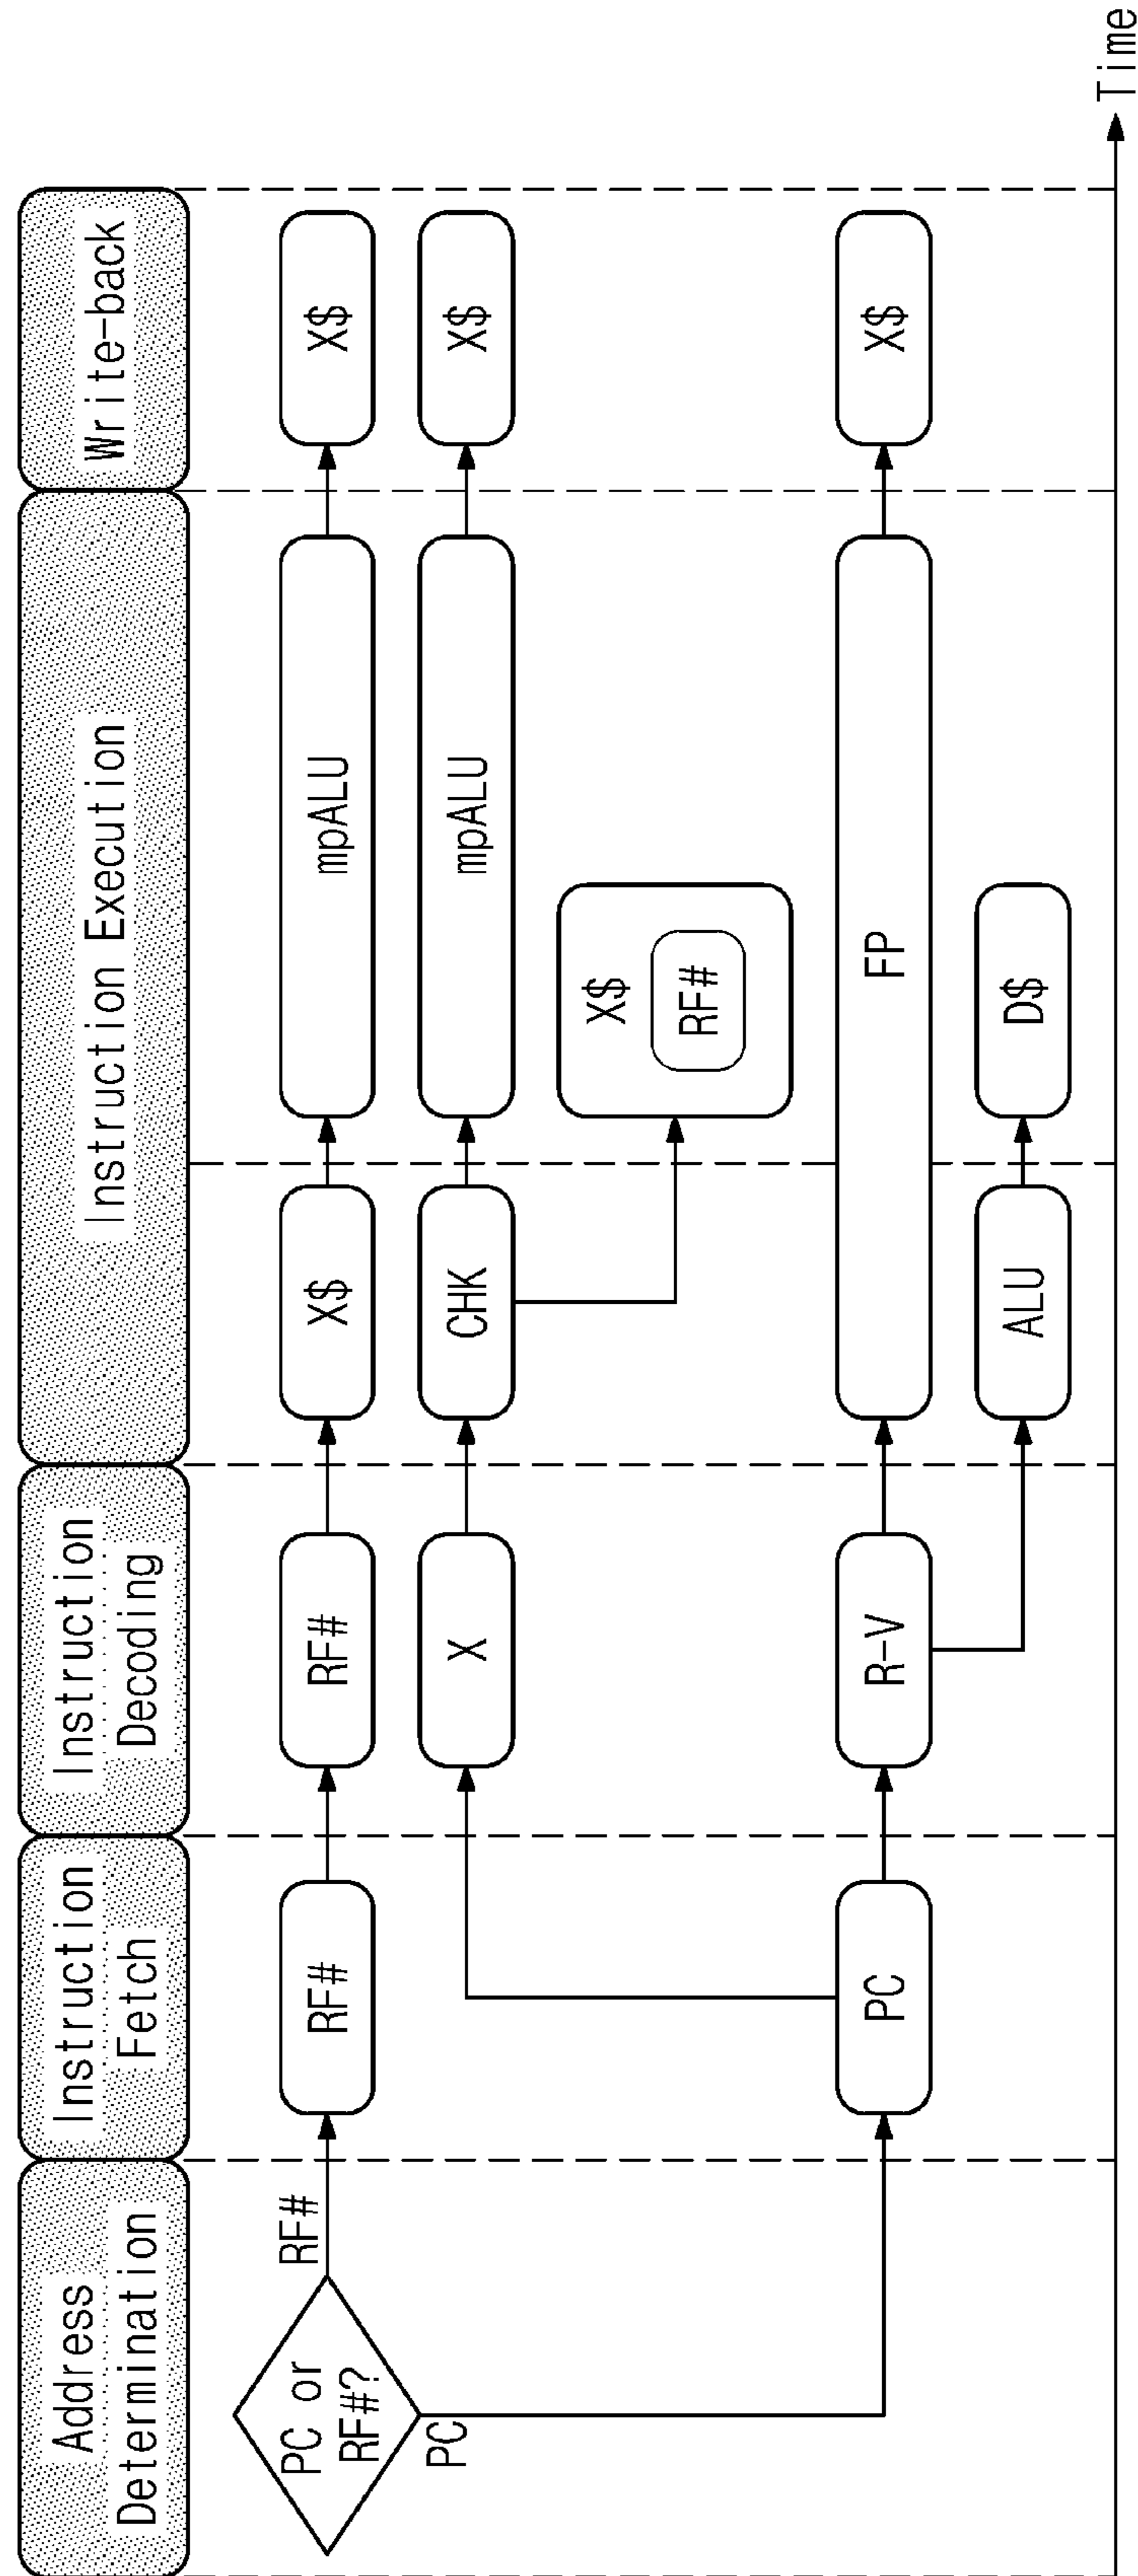 Address
Determination
Instruction
Fetch
Instruction
Decoding
Instruction Execution
Write-back
PC or
RF#?
RF#
PC
RF#
RF#
X$
mpALU
X$
X
CHK
mpALU
X$
X$
RF#
PC
R-V
FP
X$
ALU
D$
Time